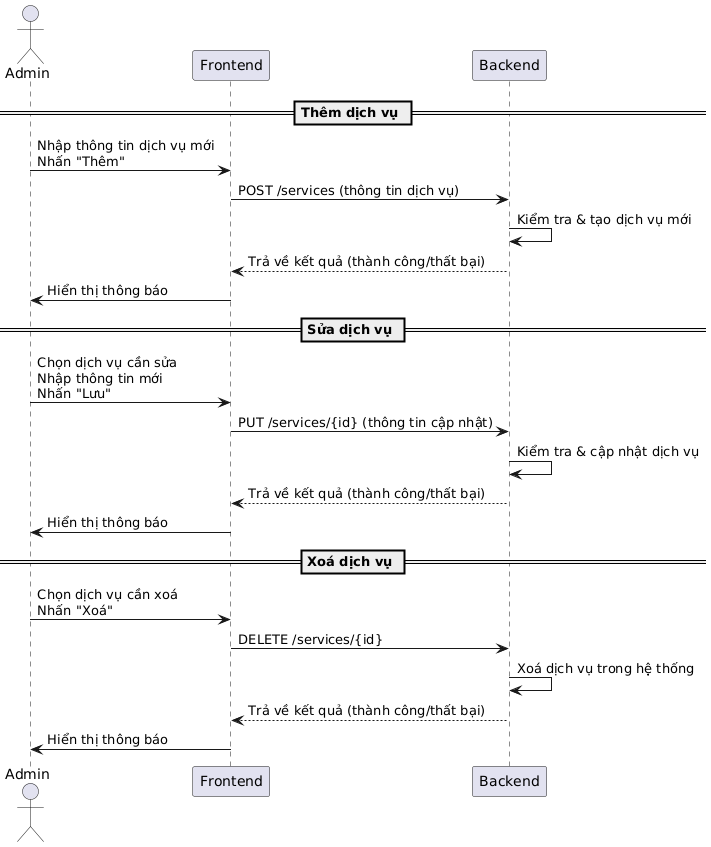 Admin
Frontend
Backend
Thêm dịch vụ
Nhập thông tin dịch vụ mới
Nhấn "Thêm"
POST /services (thông tin dịch vụ)
Kiểm tra & tạo dịch vụ mới
Trả về kết quả (thành công/thất bại)
Hiển thị thông báo
Sửa dịch vụ
Chọn dịch vụ cần sửa
Nhập thông tin mới
Nhấn "Lưu"
PUT /services/{id} (thông tin cập nhật)
Kiểm tra & cập nhật dịch vụ
Trả về kết quả (thành công/thất bại)
Hiển thị thông báo
Xoá dịch vụ
Chọn dịch vụ cần xoá
Nhấn "Xoá"
DELETE /services/{id}
Xoá dịch vụ trong hệ thống
Trả về kết quả (thành công/thất bại)
Hiển thị thông báo
Admin
Frontend
Backend